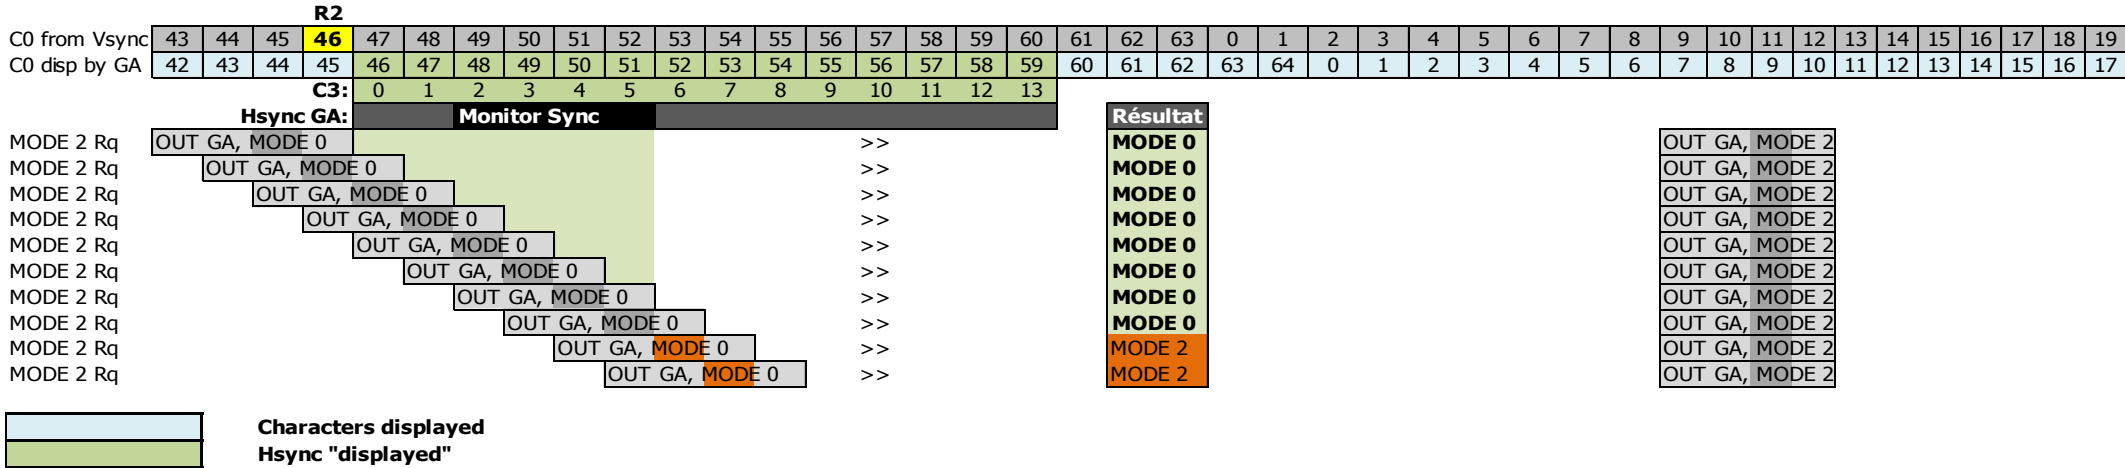 R2
C0 from Vsync 43 44 45 46 47 48 49 50 51 52 53 54 55 56 57 58 59 60 61 62 63 0 1 2 3 4 5 6 7 8 9 10 11 12 13 14 15 16 17 18 19
C0 disp by GA 42 43 44 45 46 47 48 49 50 51 52 53 54 55 56 57 58 59 60 61 62 63 64 0 1 2 3 4 5 6 7 8 9 10 11 12 13 14 15 16 17
C3: 0 1 2 3 4 5 6 7 8 9 10 11 12 13
Hsync GA: Monitor Sync Résultat
MODE 2 Rq OUT GA, MODE 0 >> MODE 0 OUT GA, MODE 2
MODE 2 Rq OUT GA, MODE 0 >> MODE 0 OUT GA, MODE 2
MODE 2 Rq OUT GA, MODE 0 >> MODE 0 OUT GA, MODE 2
MODE 2 Rq OUT GA, MODE 0 >> MODE 0 OUT GA, MODE 2
MODE 2 Rq OUT GA, MODE 0 >> MODE 0 OUT GA, MODE 2
MODE 2 Rq OUT GA, MODE 0 >> MODE 0 OUT GA, MODE 2
MODE 2 Rq OUT GA, MODE 0 >> MODE 0 OUT GA, MODE 2
MODE 2 Rq OUT GA, MODE 0 >> MODE 0 OUT GA, MODE 2
MODE 2 Rq OUT GA, MODE 0 >> MODE 2 OUT GA, MODE 2
MODE 2 Rq OUT GA, MODE 0 >> MODE 2 OUT GA, MODE 2
Characters displayed
Hsync "displayed"